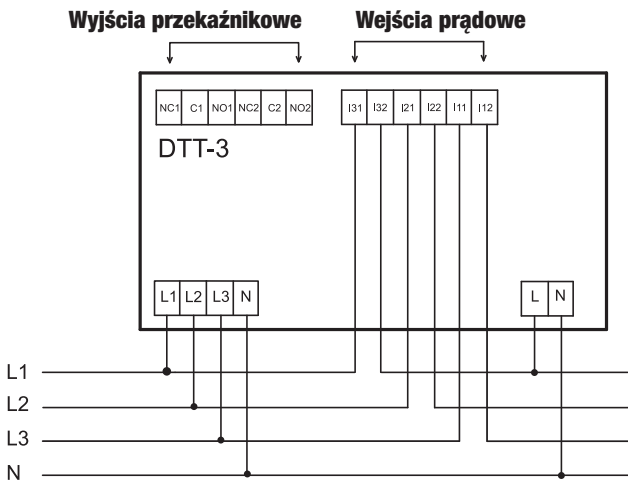 Wyjścia przekaźnikowe Wejścia prądowe
NC1 C1 NO1 NC2 C2 NO2 I31 I32 I21 I22 I11 I12
DTT-3
L1 L2 L3 N L N
L1
L2
L3
N